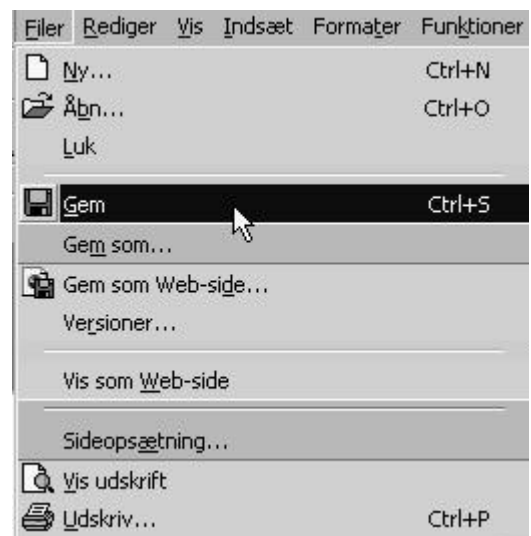 Filer Rediger Vis Indsæt Formater Funktioner
Ny... Ctrl+N
Åbn... Ctrl+O
Luk
Gem Ctrl+S
Gem som...
Gem som Web-side...
Versioner...
Vis som Web-side
Sideopsætning...
Vis udskrift
Udskriv... Ctrl+P